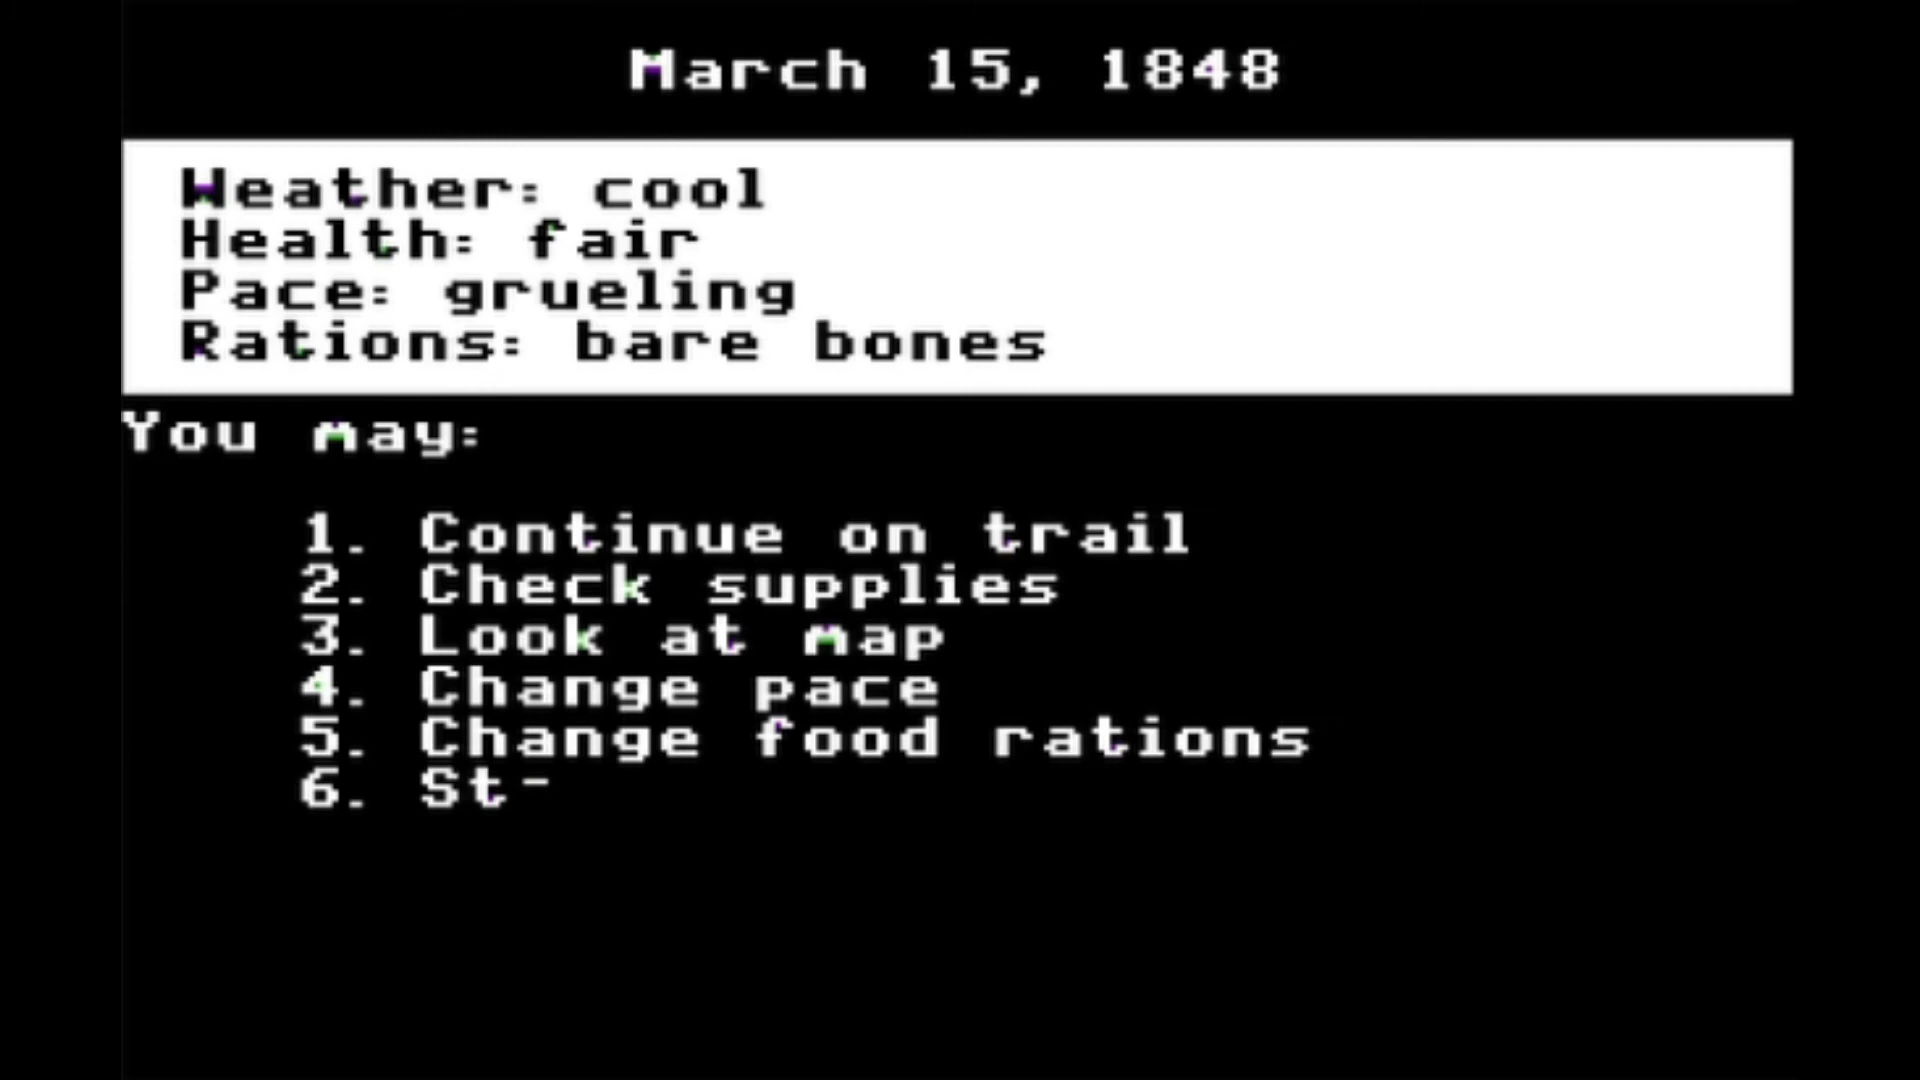 March 15, 1848
Weather: cool
Health: fair
Pace: grueling
Rations: bare bones
You may:
1. Continue on trail
2. Check supplies
3. Look at map
4. Change pace
5. Change food rations
6. St-